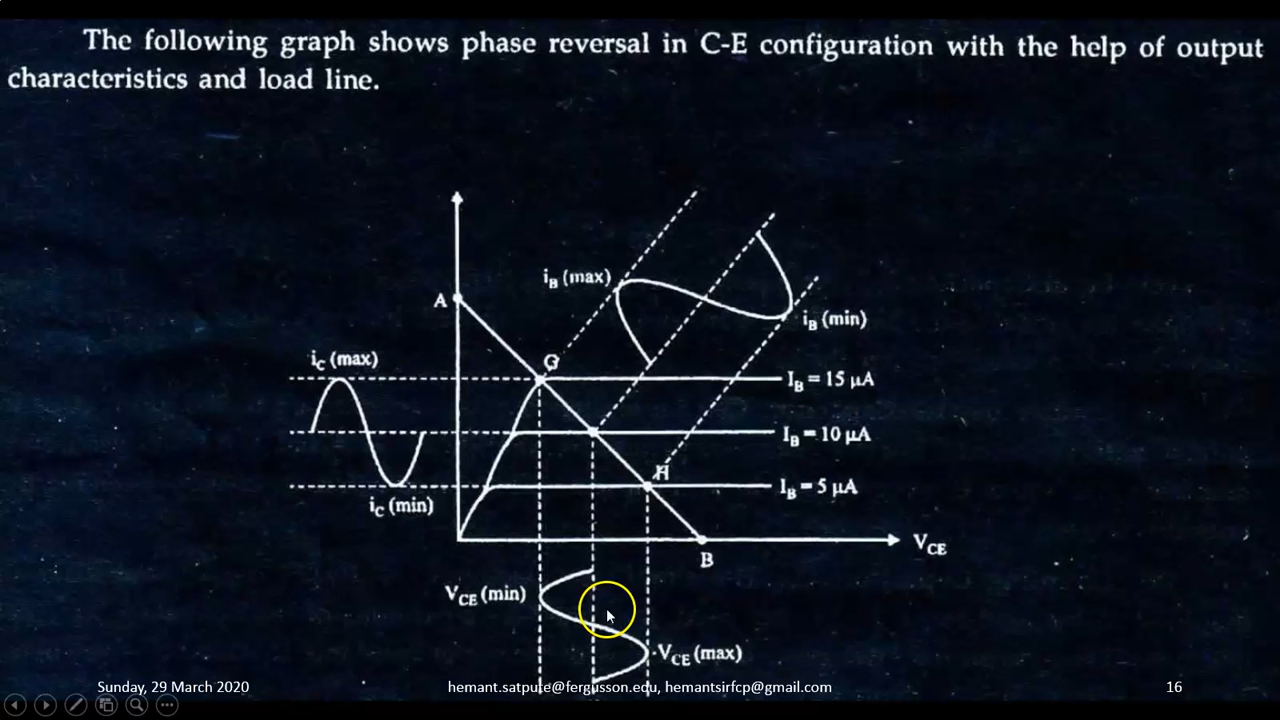 The following graph shows phase reversal in C-E configuration with the help of output
characteristics and load line.
iB (max)
A
iB (min)
iC (max)
G
IB = 15 µA
IB = 10 µA
H
IB = 5 µA
iC (min)
VCE
B
VCE (min)
VCE (max)
Sunday, 29 March 2020
hemant.satpute@fergusson.edu, hemantsirfcp@gmail.com
16